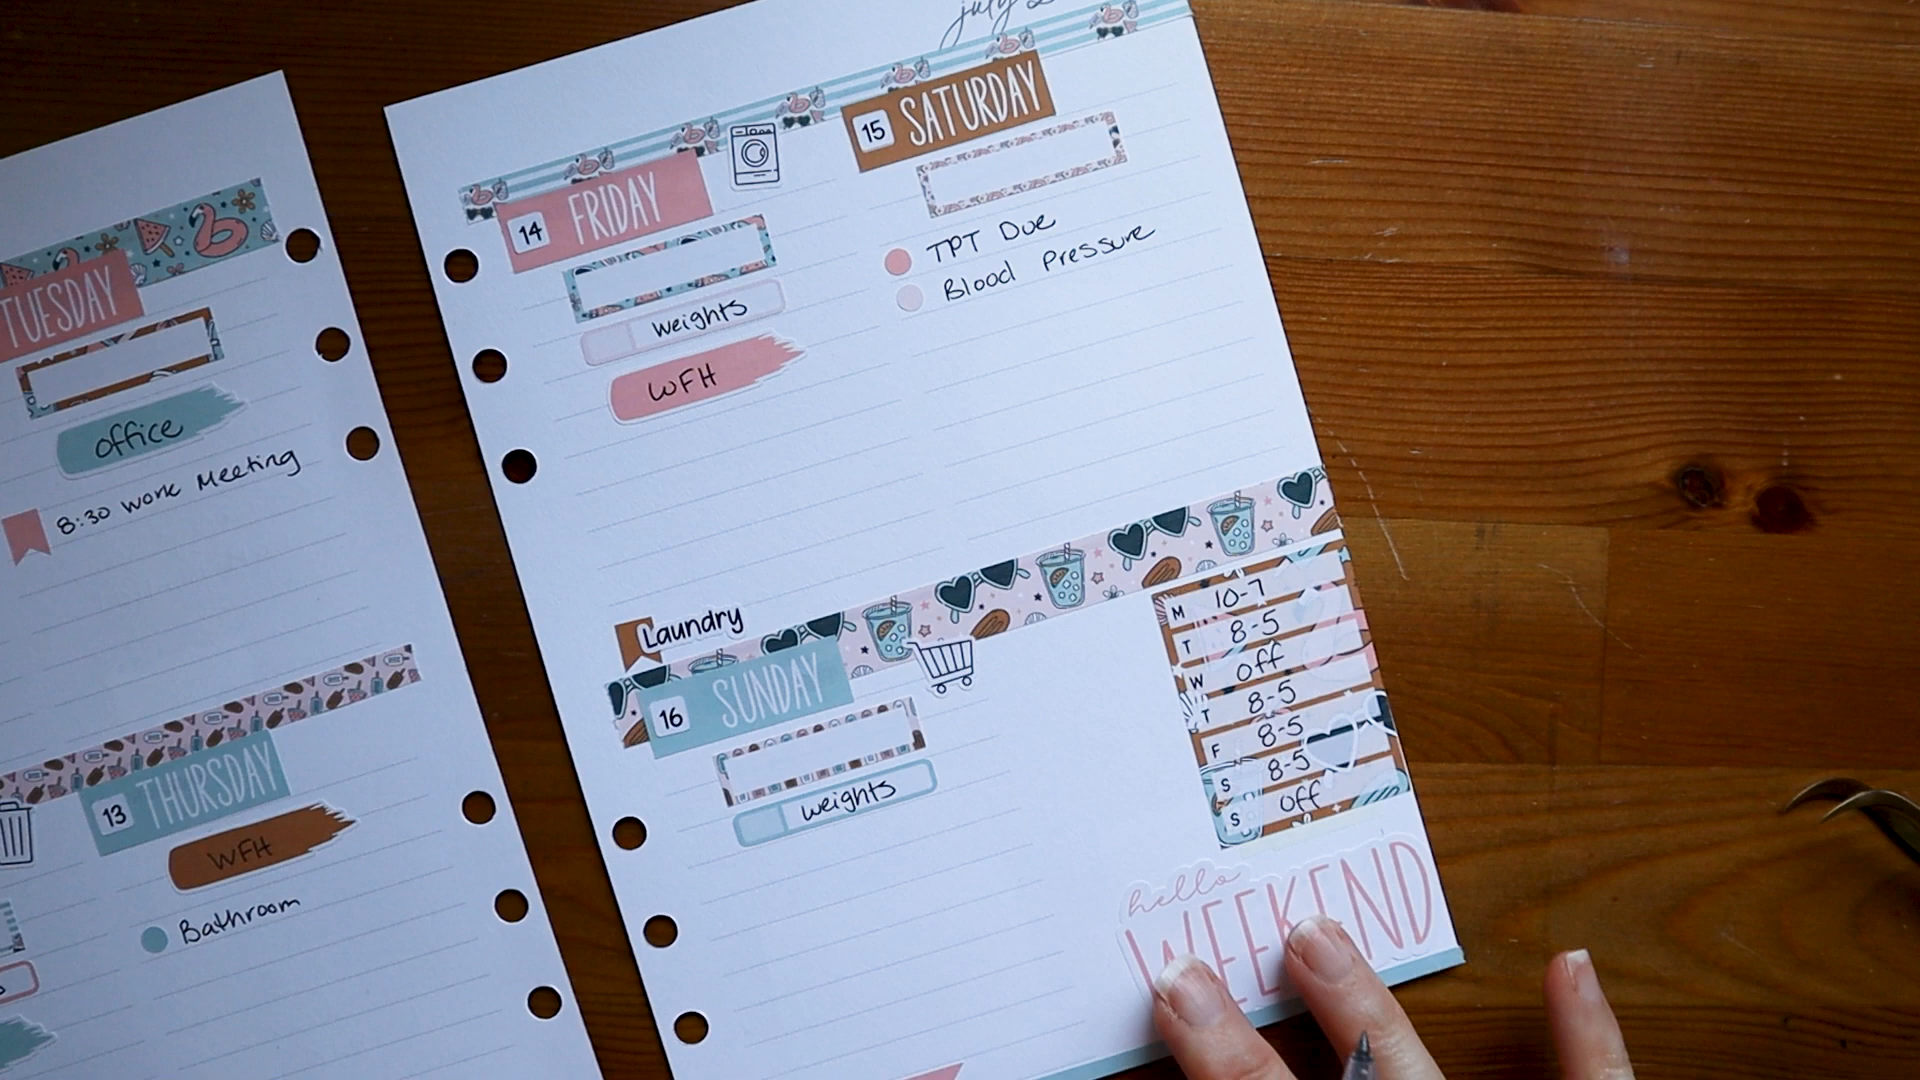 TUESDAY
office
8:30 Work Meeting
13 THURSDAY
WFH
Bathroom
july
14 FRIDAY
weights
WFH
15 SATURDAY
TPT Due
Blood Pressure
Laundry
16 SUNDAY
weights
M 10-7
T 8-5
W off
T 8-5
F 8-5
S 8-5
S off
hello
WEEKEND